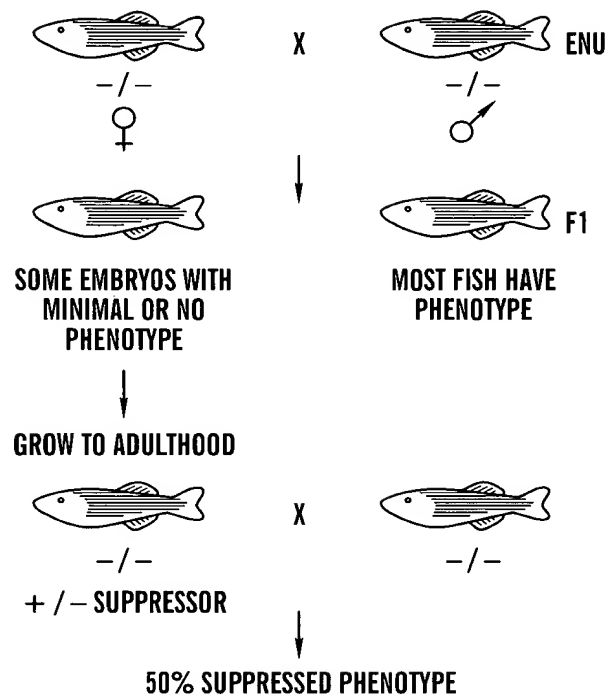 X
ENU
–/–
–/–
♀
♂
F1
SOME EMBRYOS WITH
MINIMAL OR NO
PHENOTYPE
MOST FISH HAVE
PHENOTYPE
GROW TO ADULTHOOD
X
–/–
–/–
+/– SUPPRESSOR
50% SUPPRESSED PHENOTYPE